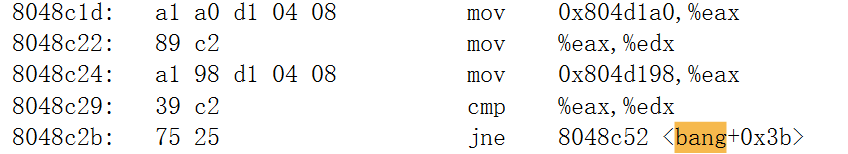 8048c1d: a1 a0 d1 04 08 mov 0x804d1a0,%eax
8048c22: 89 c2 mov %eax,%edx
8048c24: a1 98 d1 04 08 mov 0x804d198,%eax
8048c29: 39 c2 cmp %eax,%edx
8048c2b: 75 25 jne 8048c52 <bang+0x3b>